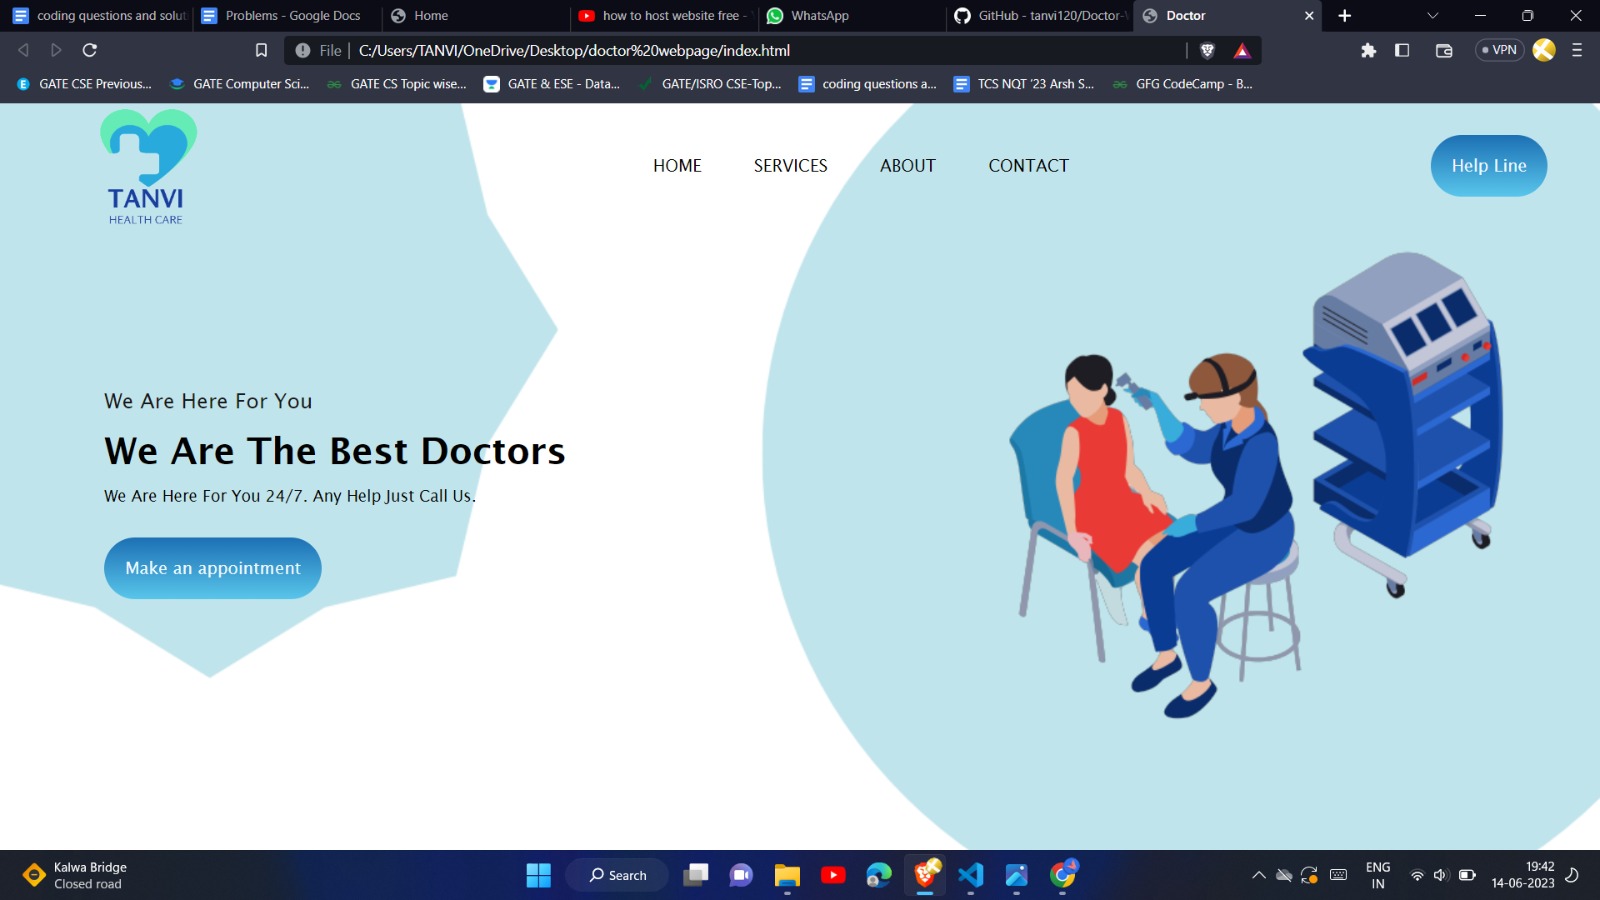 coding questions and solut
Problems - Google Docs
Home
how to host website free -
WhatsApp
GitHub - tanvi120/Doctor-
Doctor
File
C:/Users/TANVI/OneDrive/Desktop/doctor%20webpage/index.html
VPN
GATE CSE Previous...
GATE Computer Sci...
GATE CS Topic wise...
GATE & ESE - Data...
GATE/ISRO CSE-Top...
coding questions a...
TCS NQT '23 Arsh S...
GFG CodeCamp - B...
TANVI
HEALTH CARE
HOME
SERVICES
ABOUT
CONTACT
Help Line
We Are Here For You
We Are The Best Doctors
We Are Here For You 24/7. Any Help Just Call Us.
Make an appointment
Kalwa Bridge
Closed road
Search
ENG
IN
19:42
14-06-2023